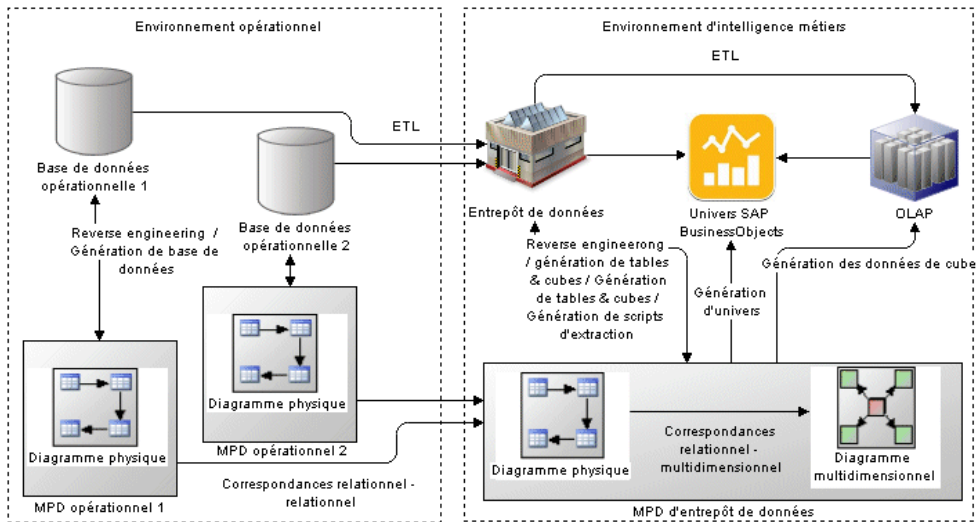 Environnement opérationnel
Environnement d'intelligence métiers
ETL
ETL
Base de données
opérationnelle 1
Base de données
opérationnelle 2
Entrepôt de données
Univers SAP
BusinessObjects
OLAP
Reverse engineering /
Génération de base de
données
Reverse engineerong
/ génération de tables
& cubes / Génération
de tables & cubes /
Génération de scripts
d'extraction
Génération
d'univers
Génération des données de cube
Diagramme physique
MPD opérationnel 1
Diagramme physique
MPD opérationnel 2
Correspondances relationnel -
relationnel
Diagramme physique
Correspondances
relationnel -
multidimensionnel
Diagramme
multidimensionnel
MPD d'entrepôt de données